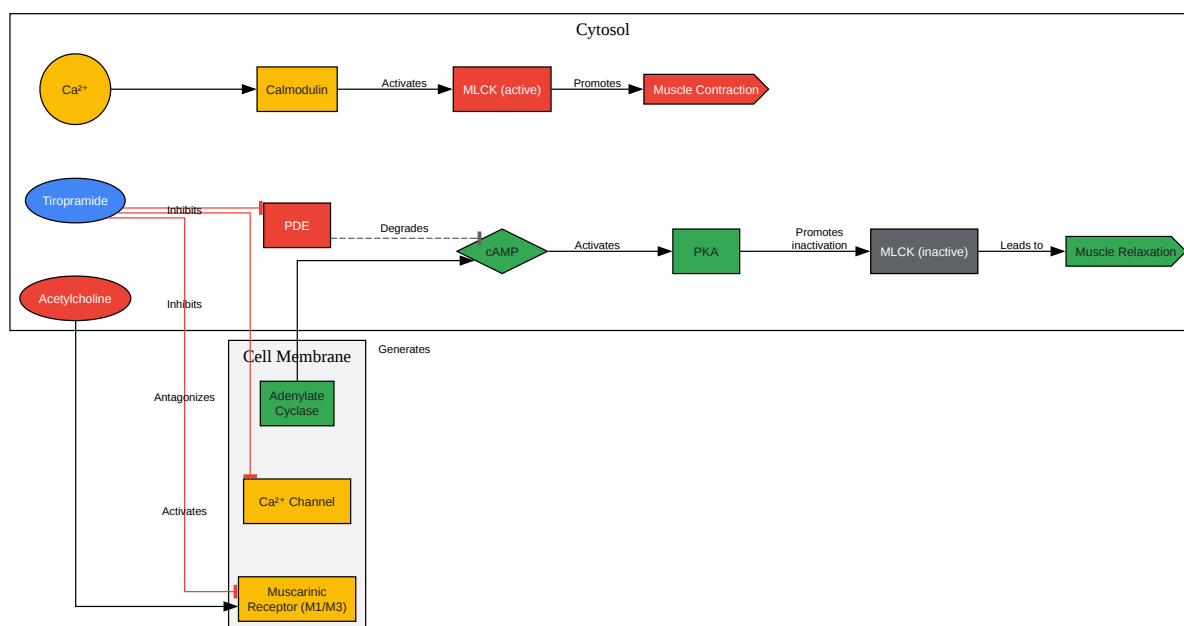 Cytosol
Ca²⁺
Calmodulin
Activates
MLCK (active)
Promotes
Muscle Contraction
Tiropramide
Inhibits
PDE
Degrades
cAMP
Activates
PKA
Promotes
inactivation
MLCK (inactive)
Leads to
Muscle Relaxation
Acetylcholine
Inhibits
Generates
Cell Membrane
Antagonizes
Adenylate
Cyclase
Ca²⁺ Channel
Activates
Muscarinic
Receptor (M1/M3)